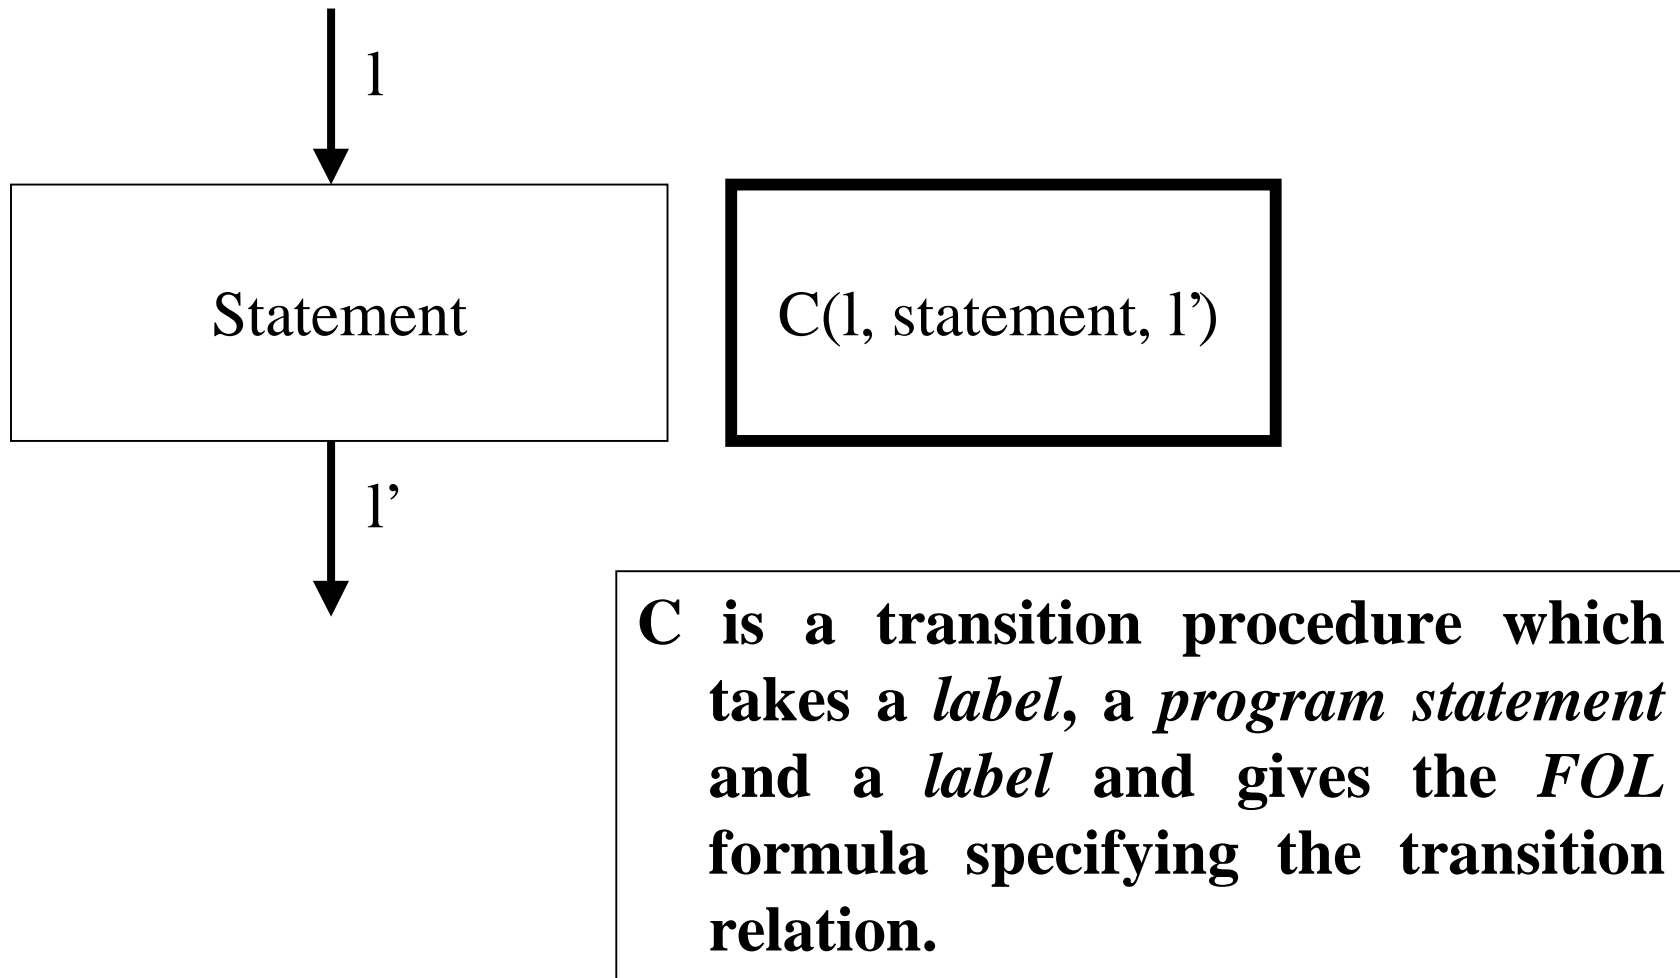 l
Statement
C(l, statement, l’)
l’
C is a transition procedure which
takes a label, a program statement
and a label and gives the FOL
formula specifying the transition
relation.